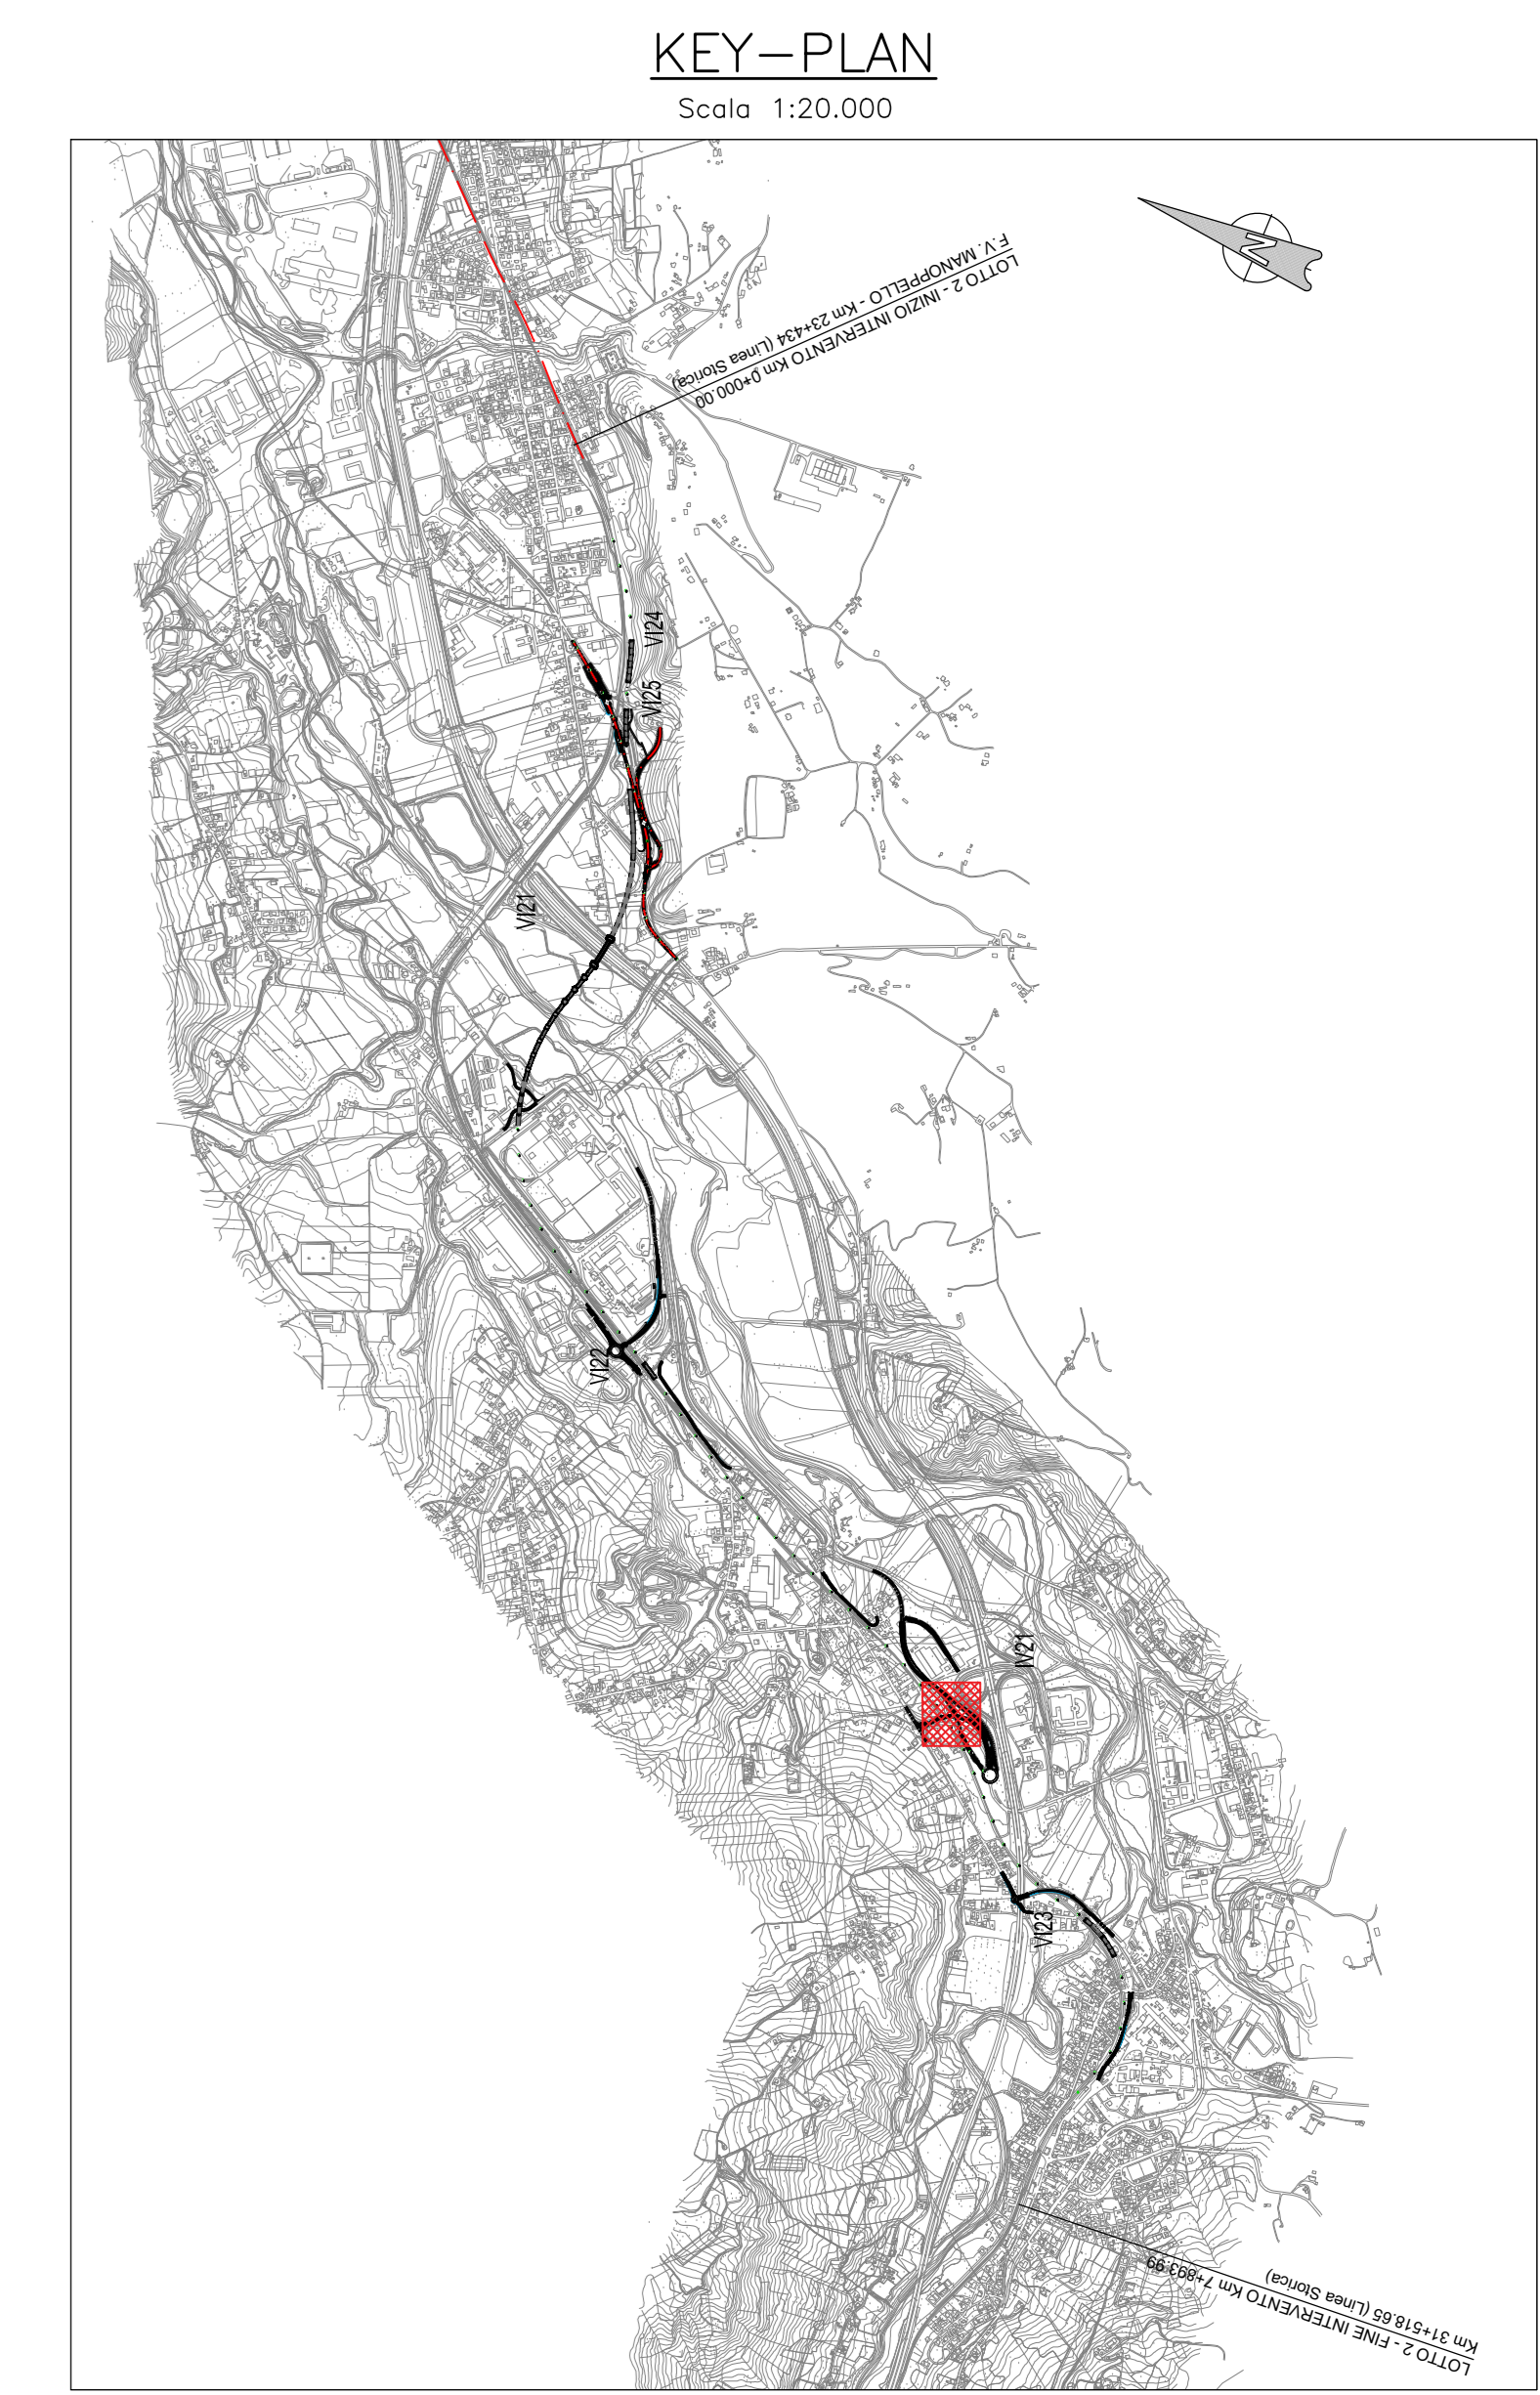 KEY-PLAN
Scala 1:20.000
N
LOTTO 2 - INIZIO INTERVENTO Km 0+000.00
F.V. MANOPPELLO - Km 23+434 (Linea Storica)
VI24
VI25
VI21
VI22
IV21
VI23
LOTTO 2 - FINE INTERVENTO Km 7+893.99
Km 31+518.65 (Linea Storica)